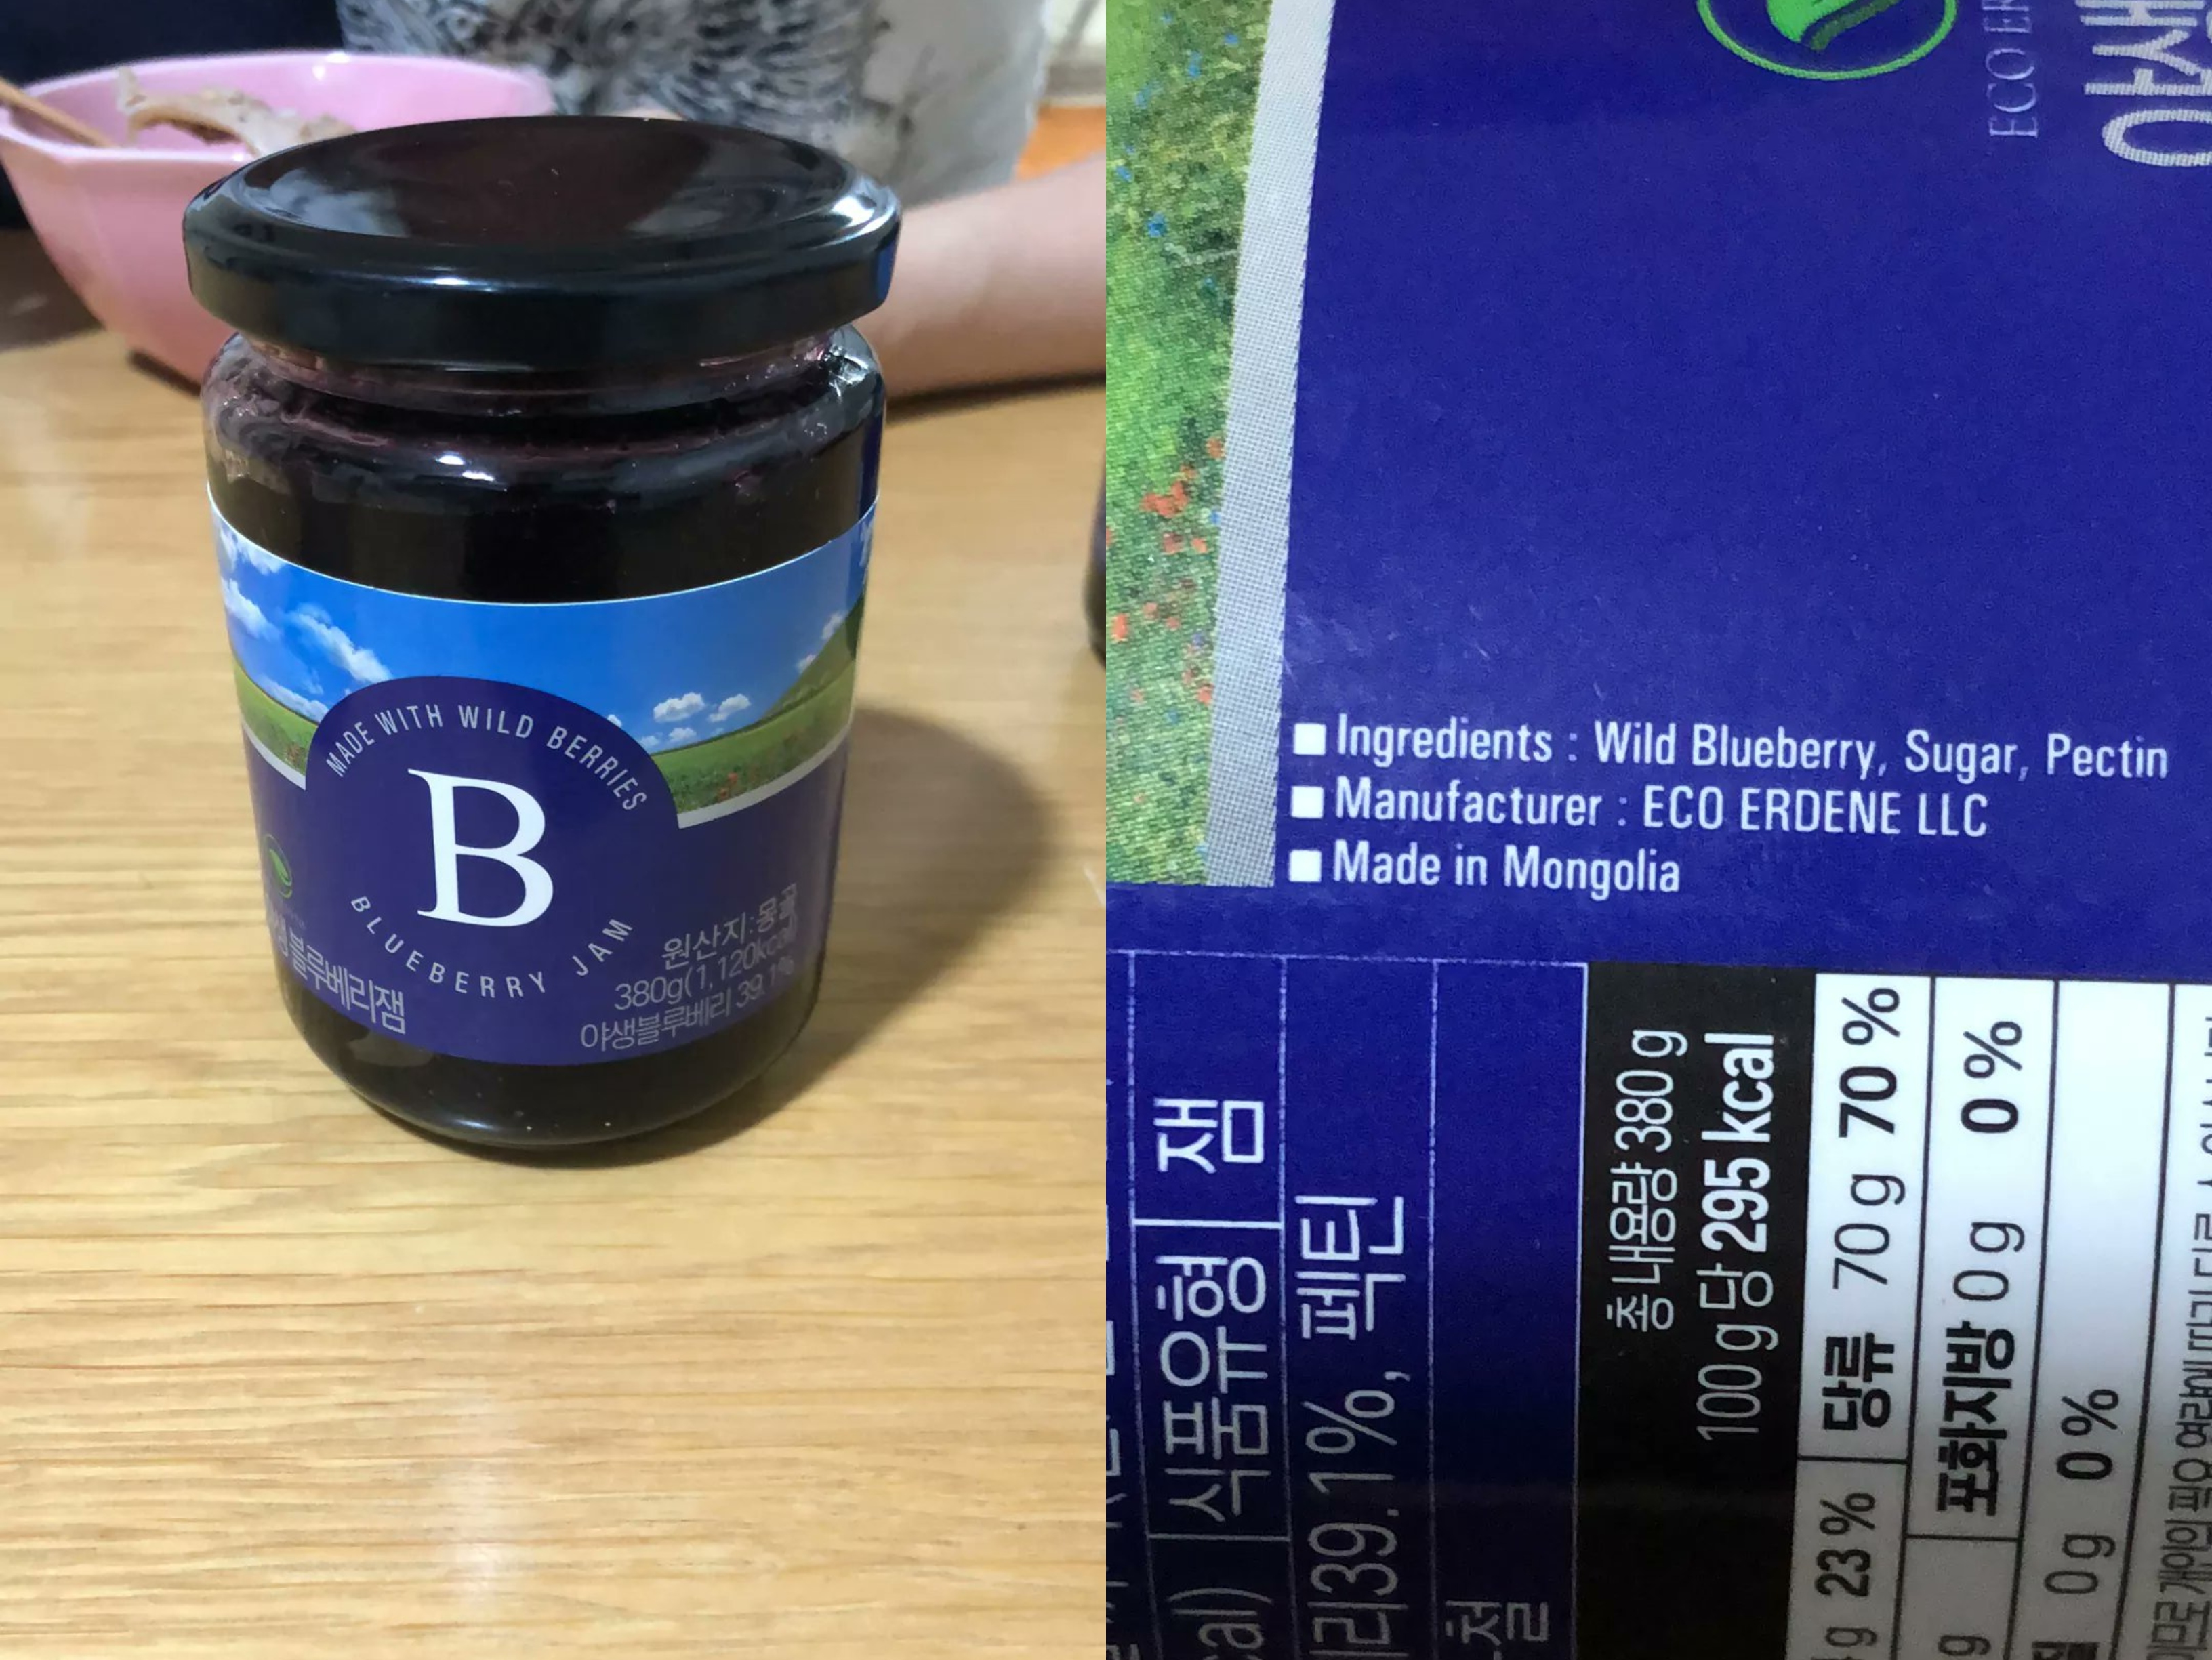 MADE WITH WILD BERRIES
B
BLUEBERRY JAM
블루베리잼
원산지:몽골
380g(1,120kcal)
야생블루베리 39.1%
ECO
생
■ Ingredients : Wild Blueberry, Sugar, Pectin
■ Manufacturer : ECO ERDENE LLC
■ Made in Mongolia
식품유형 잼
39.1%, 펙틴
총 내용량 380 g
100 g 당 295 kcal
23 % 당류 70 g 70 %
포화지방 0 g 0 %
0 g 0 %